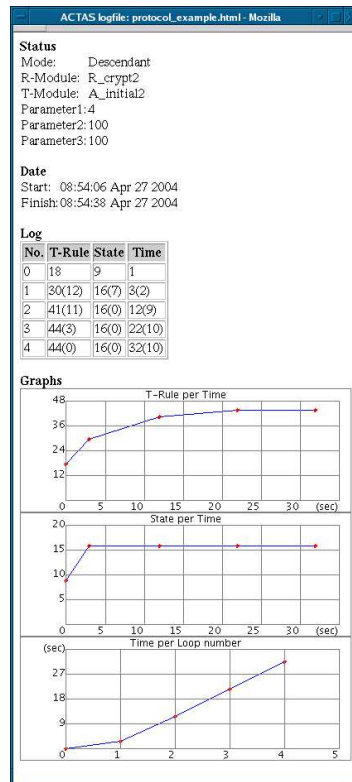 ACTAS logfile: protocol_example.html - Mozilla
Status
Mode: Descendant
R-Module: R_crypt2
T-Module: A_initial2
Parameter1: 4
Parameter2: 100
Parameter3: 100
Date
Start: 08:54:06 Apr 27 2004
Finish: 08:54:38 Apr 27 2004
Log
No. T-Rule State Time
0 18 9 1
1 30(12) 16(7) 3(2)
2 41(11) 16(0) 12(9)
3 44(3) 16(0) 22(10)
4 44(0) 16(0) 32(10)
Graphs
T-Rule per Time
48
36
24
12
0 5 10 15 20 25 30 (sec)
State per Time
20
15
10
5
0 5 10 15 20 25 30 (sec)
Time per Loop number
(sec)
27
18
9
0 1 2 3 4 5